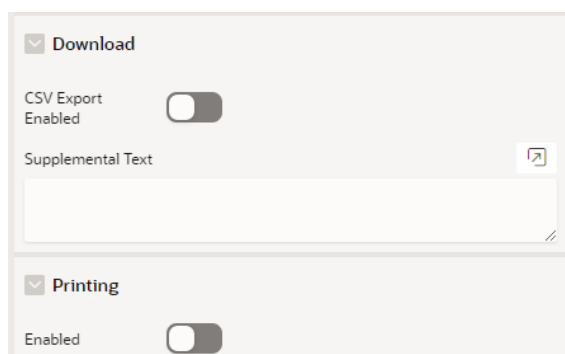 Download
CSV Export
Enabled
Supplemental Text
Printing
Enabled